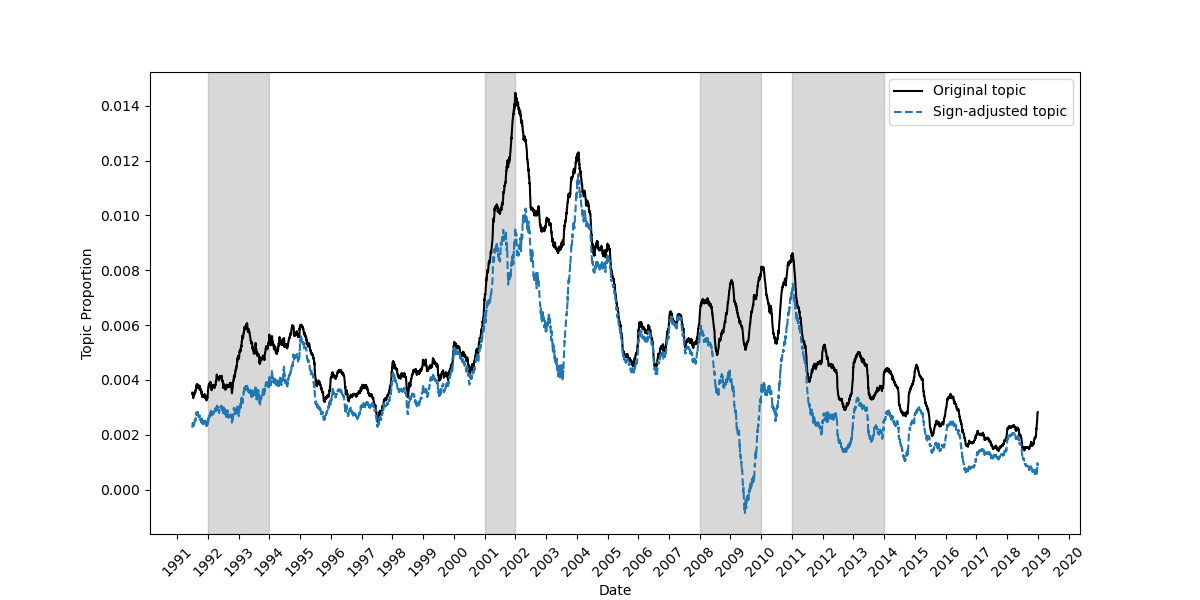 Original topic
Sign-adjusted topic
0.014
0.012
0.010
0.008
0.006
0.004
0.002
0.000
Topic Proportion
1991 1992 1993 1994 1995 1996 1997 1998 1999 2000 2001 2002 2003 2004 2005 2006 2007 2008 2009 2010 2011 2012 2013 2014 2015 2016 2017 2018 2019 2020
Date